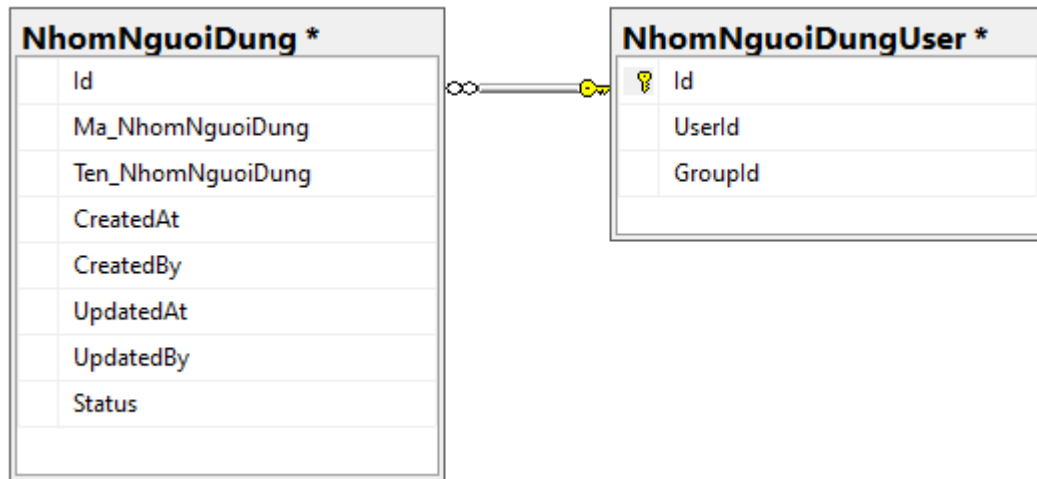 NhomNguoiDung *
Id
Ma_NhomNguoiDung
Ten_NhomNguoiDung
CreatedAt
CreatedBy
UpdatedAt
UpdatedBy
Status
NhomNguoiDungUser *
Id
UserId
GroupId